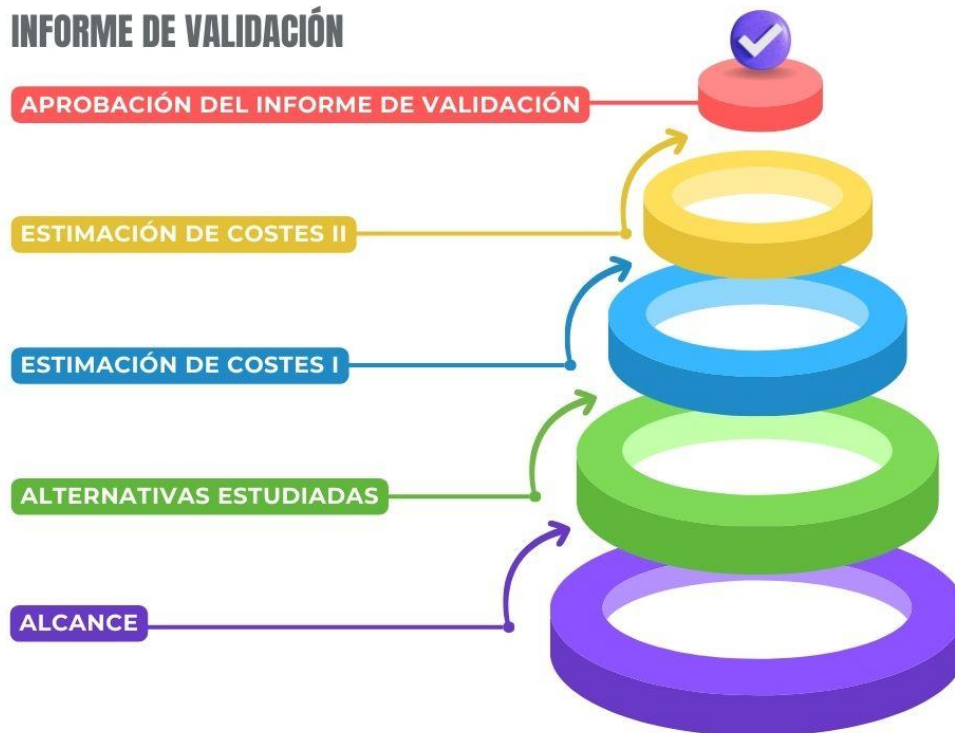 INFORME DE VALIDACIÓN
APROBACIÓN DEL INFORME DE VALIDACIÓN
ESTIMACIÓN DE COSTES II
ESTIMACIÓN DE COSTES I
ALTERNATIVAS ESTUDIADAS
ALCANCE